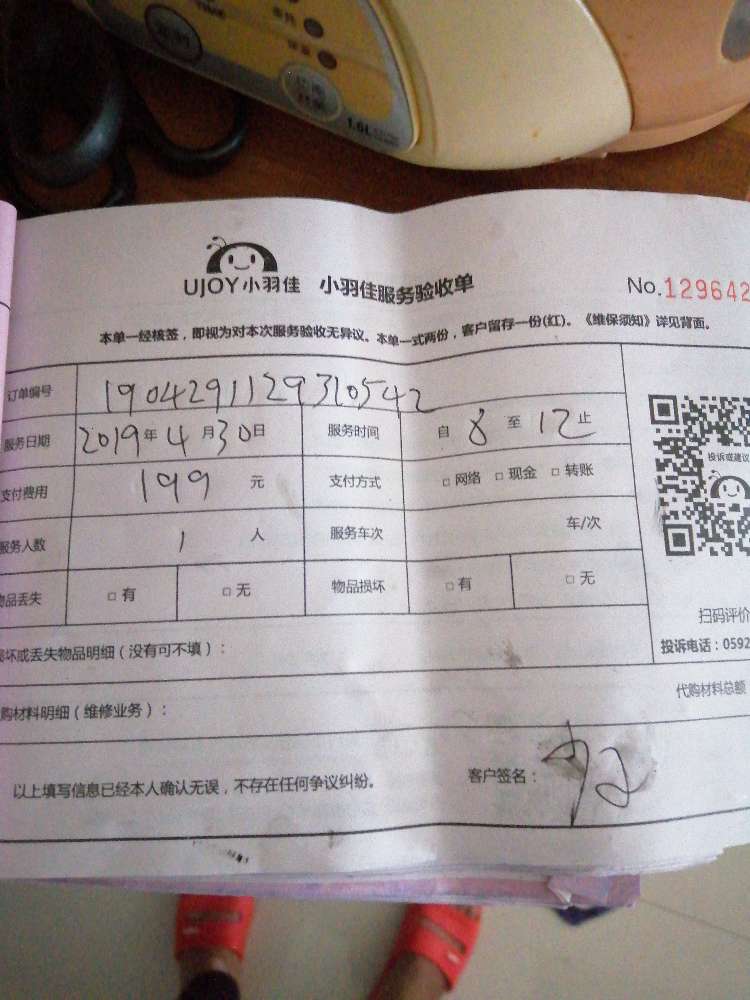 1.6L
UJOY小羽佳 小羽佳服务验收单 No.129642
本单一经核签，即视为对本次服务验收无异议。本单一式两份，客户留存一份(红)。《维保须知》详见背面。
订单编号 190429112931 0542
服务日期 2019年4月30日 服务时间 自8至12止
支付费用 199元 支付方式 □网络 □现金 □转账
服务人数 1人 服务车次 车/次
物品丢失 □有 □无 物品损坏 □有 □无
投诉或建议
扫码评价
投诉电话：0592
损坏或丢失物品明细（没有可不填）：
代购材料总额
购材料明细（维修业务）：
以上填写信息已经本人确认无误，不存在任何争议纠纷。 客户签名：